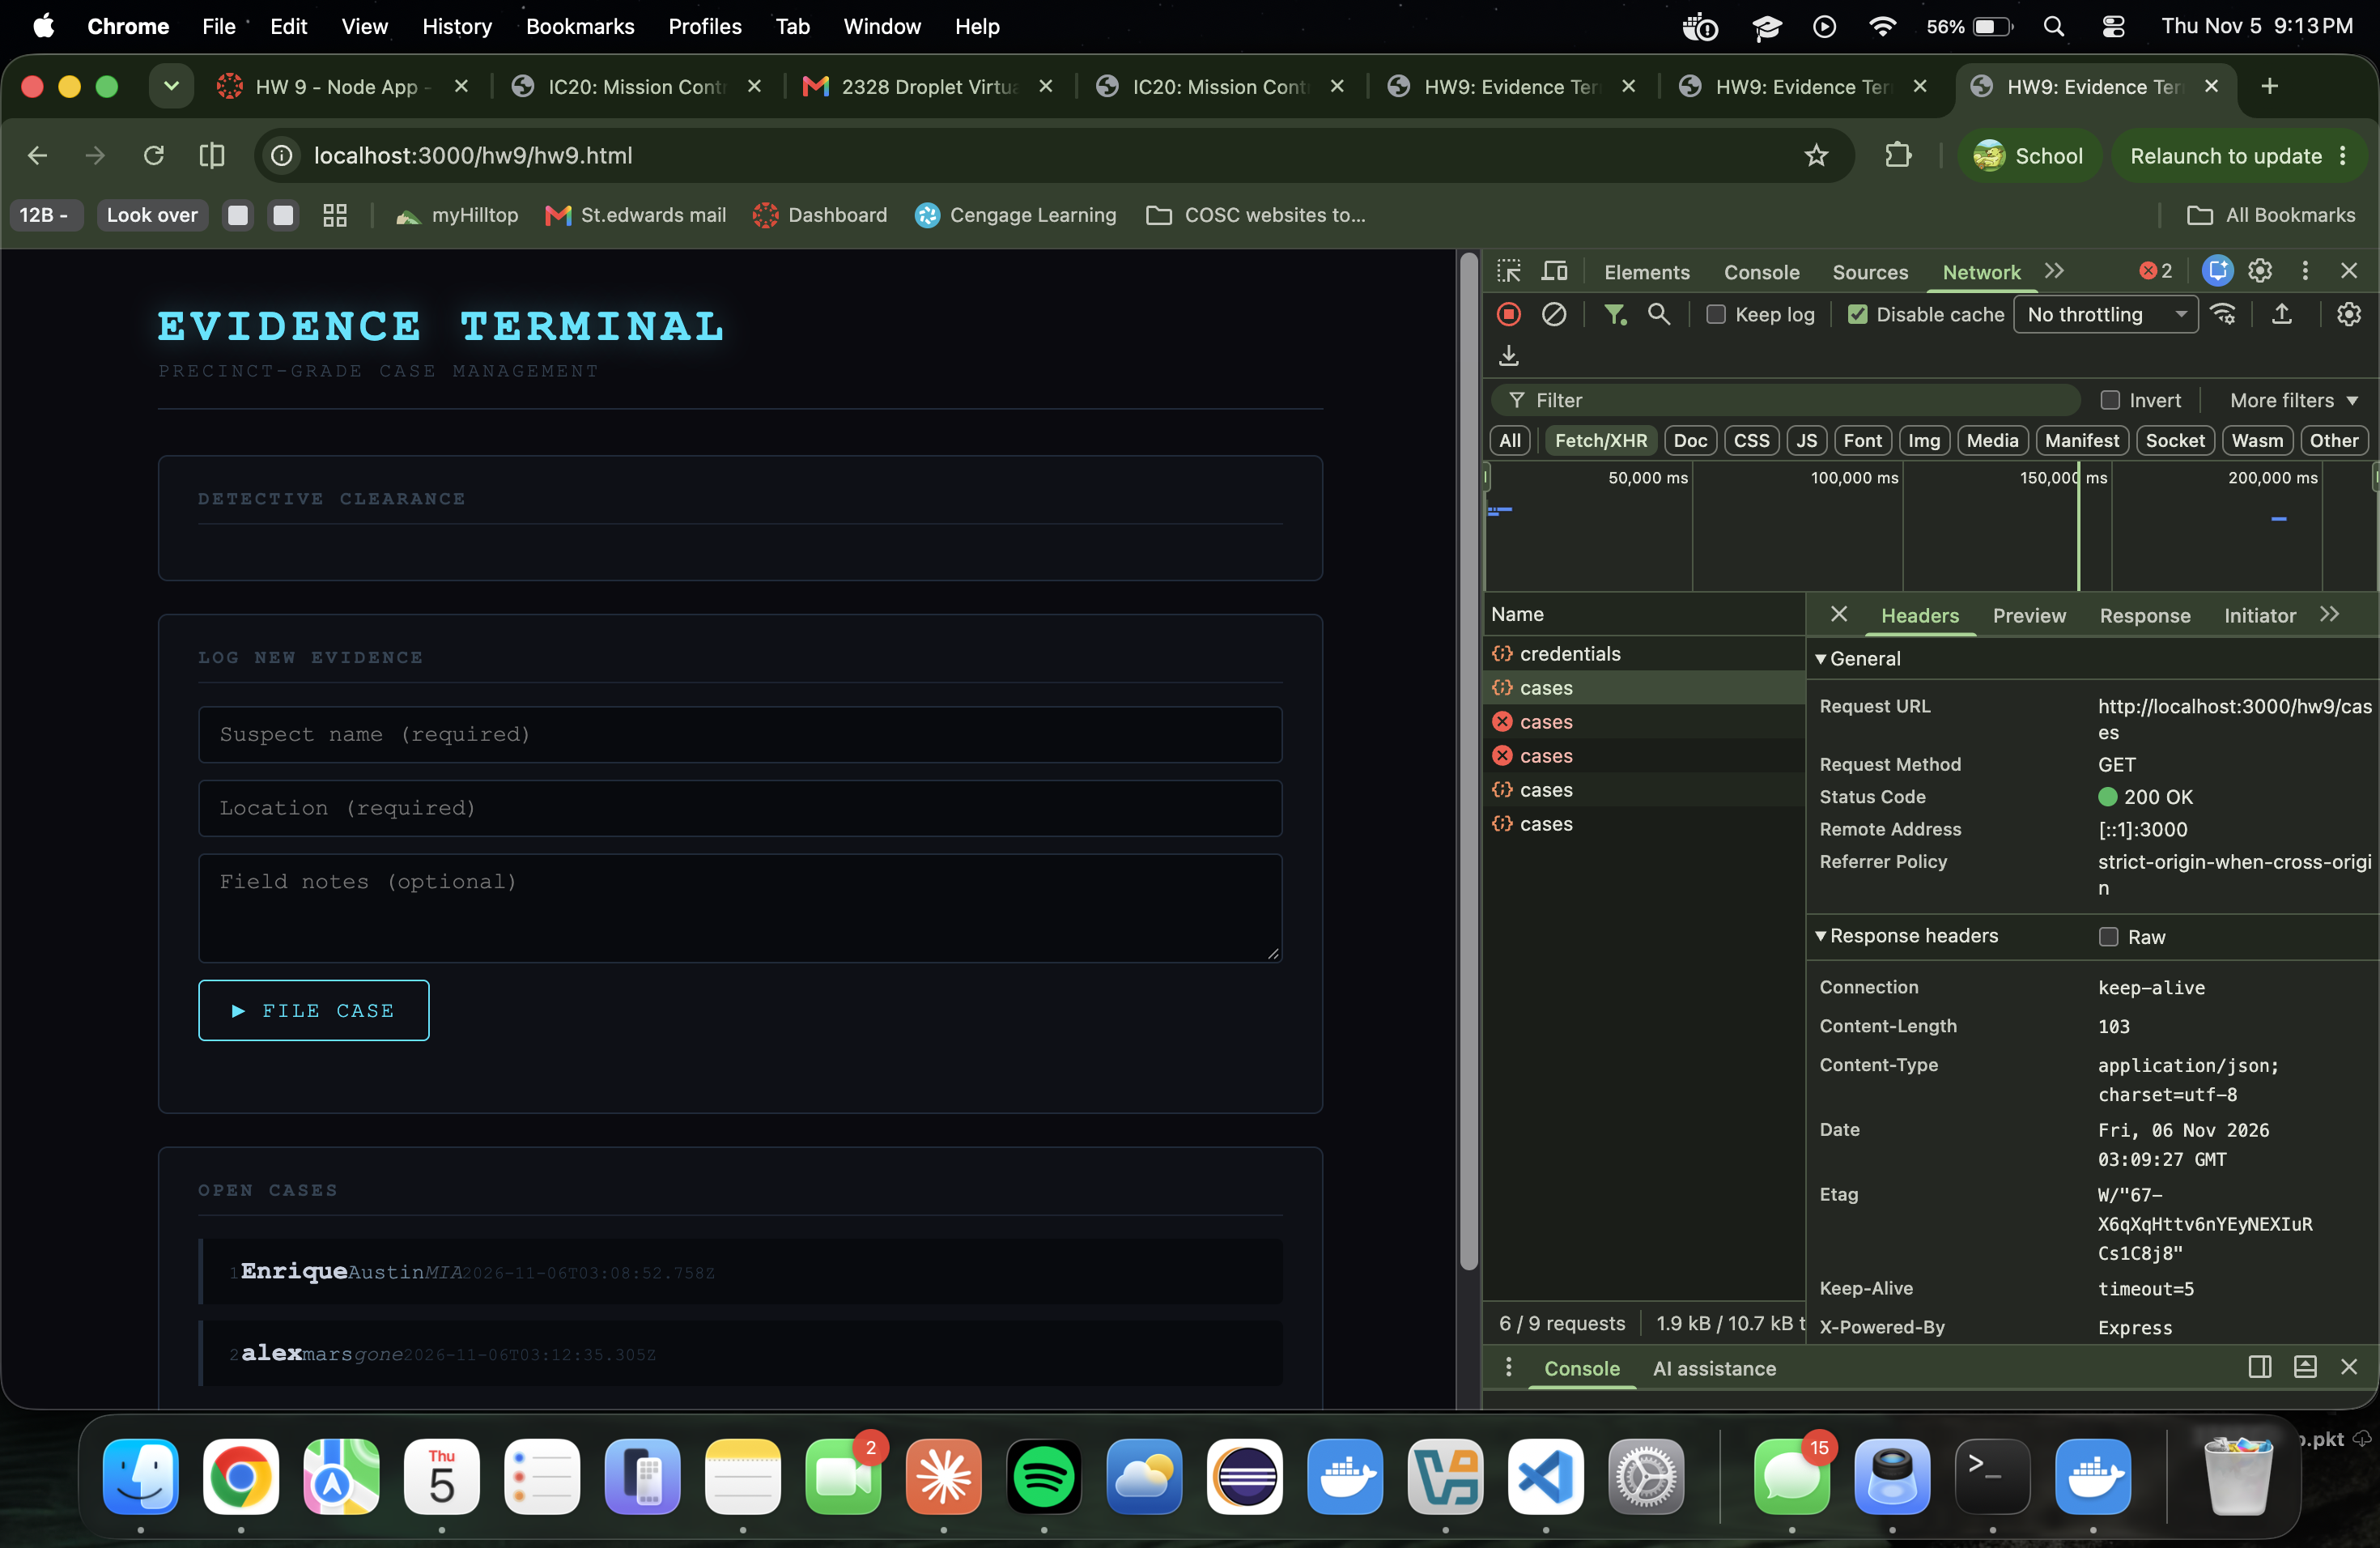 Chrome File Edit View History Bookmarks Profiles Tab Window Help 56% Thu Nov 5 9:13 PM
HW 9 - Node App - IC20: Mission Contr 2328 Droplet Virtua IC20: Mission Cont HW9: Evidence Ter HW9: Evidence Ter HW9: Evidence Ter
localhost:3000/hw9/hw9.html School Relaunch to update
12B - Look over myHilltop St.edwards mail Dashboard Cengage Learning COSC websites to... All Bookmarks
EVIDENCE TERMINAL
PRECINCT-GRADE CASE MANAGEMENT
DETECTIVE CLEARANCE
LOG NEW EVIDENCE
Suspect name (required)
Location (required)
Field notes (optional)
▶ FILE CASE
OPEN CASES
1EnriqueAustinMIA2026-11-06T03:08:52.758Z
2alexmarsgone2026-11-06T03:12:35.305Z
Elements Console Sources Network 2
Keep log Disable cache No throttling
Filter Invert More filters
All Fetch/XHR Doc CSS JS Font Img Media Manifest Socket Wasm Other
50,000 ms 100,000 ms 150,000 ms 200,000 ms
Name
credentials
cases
cases
cases
cases
cases
6 / 9 requests 1.9 kB / 10.7 kB t
Headers Preview Response Initiator
General
Request URL http://localhost:3000/hw9/cas
es
Request Method GET
Status Code 200 OK
Remote Address [::1]:3000
Referrer Policy strict-origin-when-cross-origi
n
Response headers Raw
Connection keep-alive
Content-Length 103
Content-Type application/json;
charset=utf-8
Date Fri, 06 Nov 2026
03:09:27 GMT
Etag W/"67-
X6qXqHttv6nYEyNEXIuR
Cs1C8j8"
Keep-Alive timeout=5
X-Powered-By Express
Console AI assistance
Thu
5
2
15
>_
p.pkt